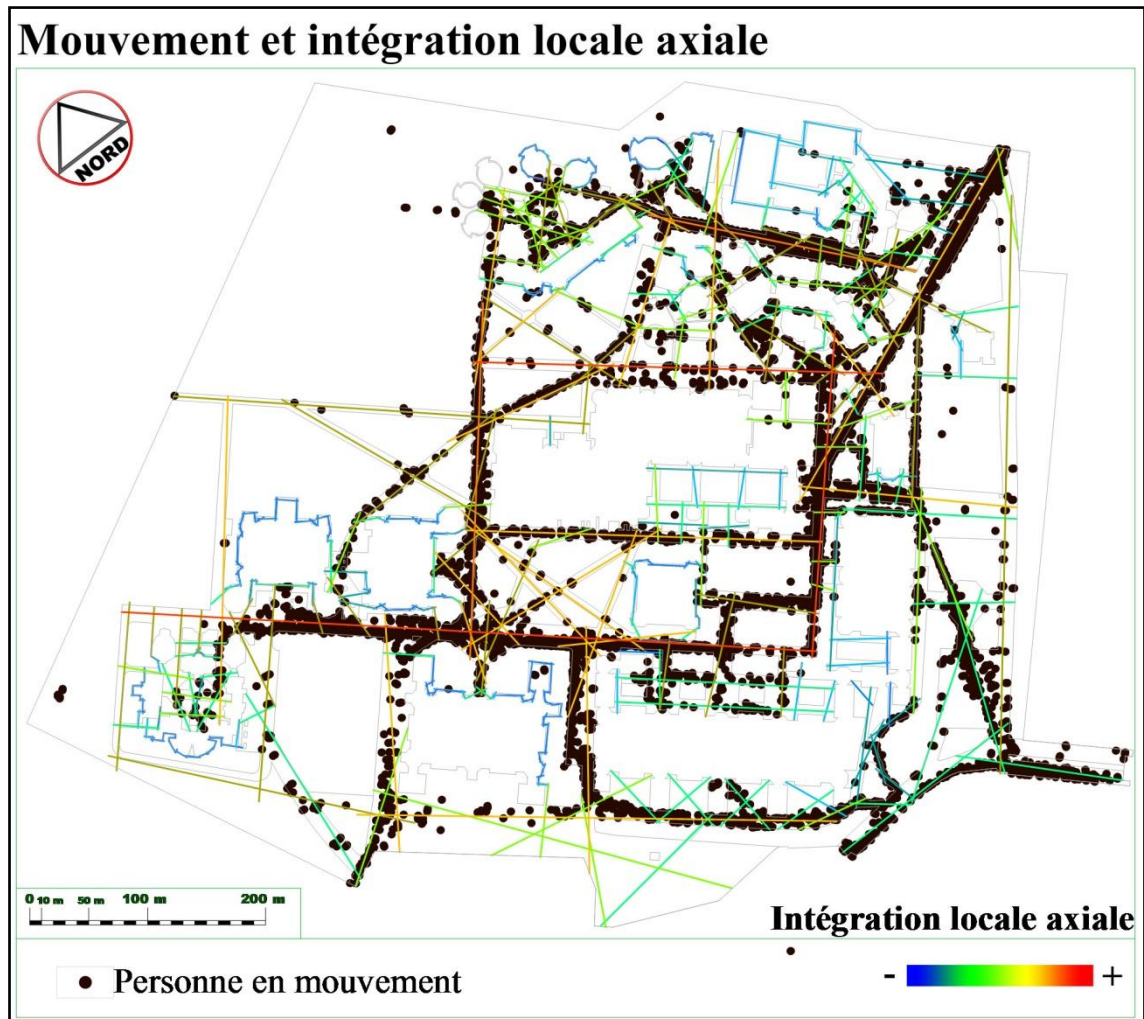 Mouvement et intégration locale axiale
NORD
0 10 m 50 m 100 m 200 m
Intégration locale axiale
Personne en mouvement
- +